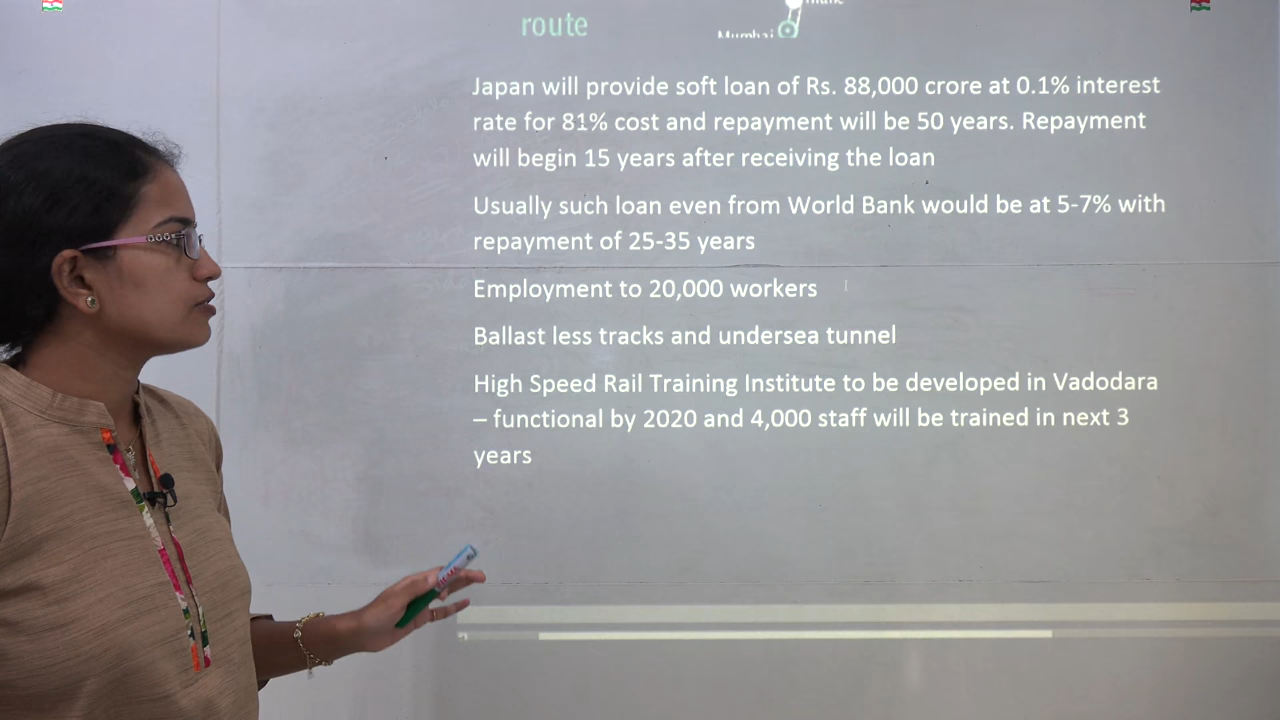 route
Mumbai
Japan will provide soft loan of Rs. 88,000 crore at 0.1% interest
rate for 81% cost and repayment will be 50 years. Repayment
will begin 15 years after receiving the loan
Usually such loan even from World Bank would be at 5-7% with
repayment of 25-35 years
Employment to 20,000 workers
Ballast less tracks and undersea tunnel
High Speed Rail Training Institute to be developed in Vadodara
– functional by 2020 and 4,000 staff will be trained in next 3
years